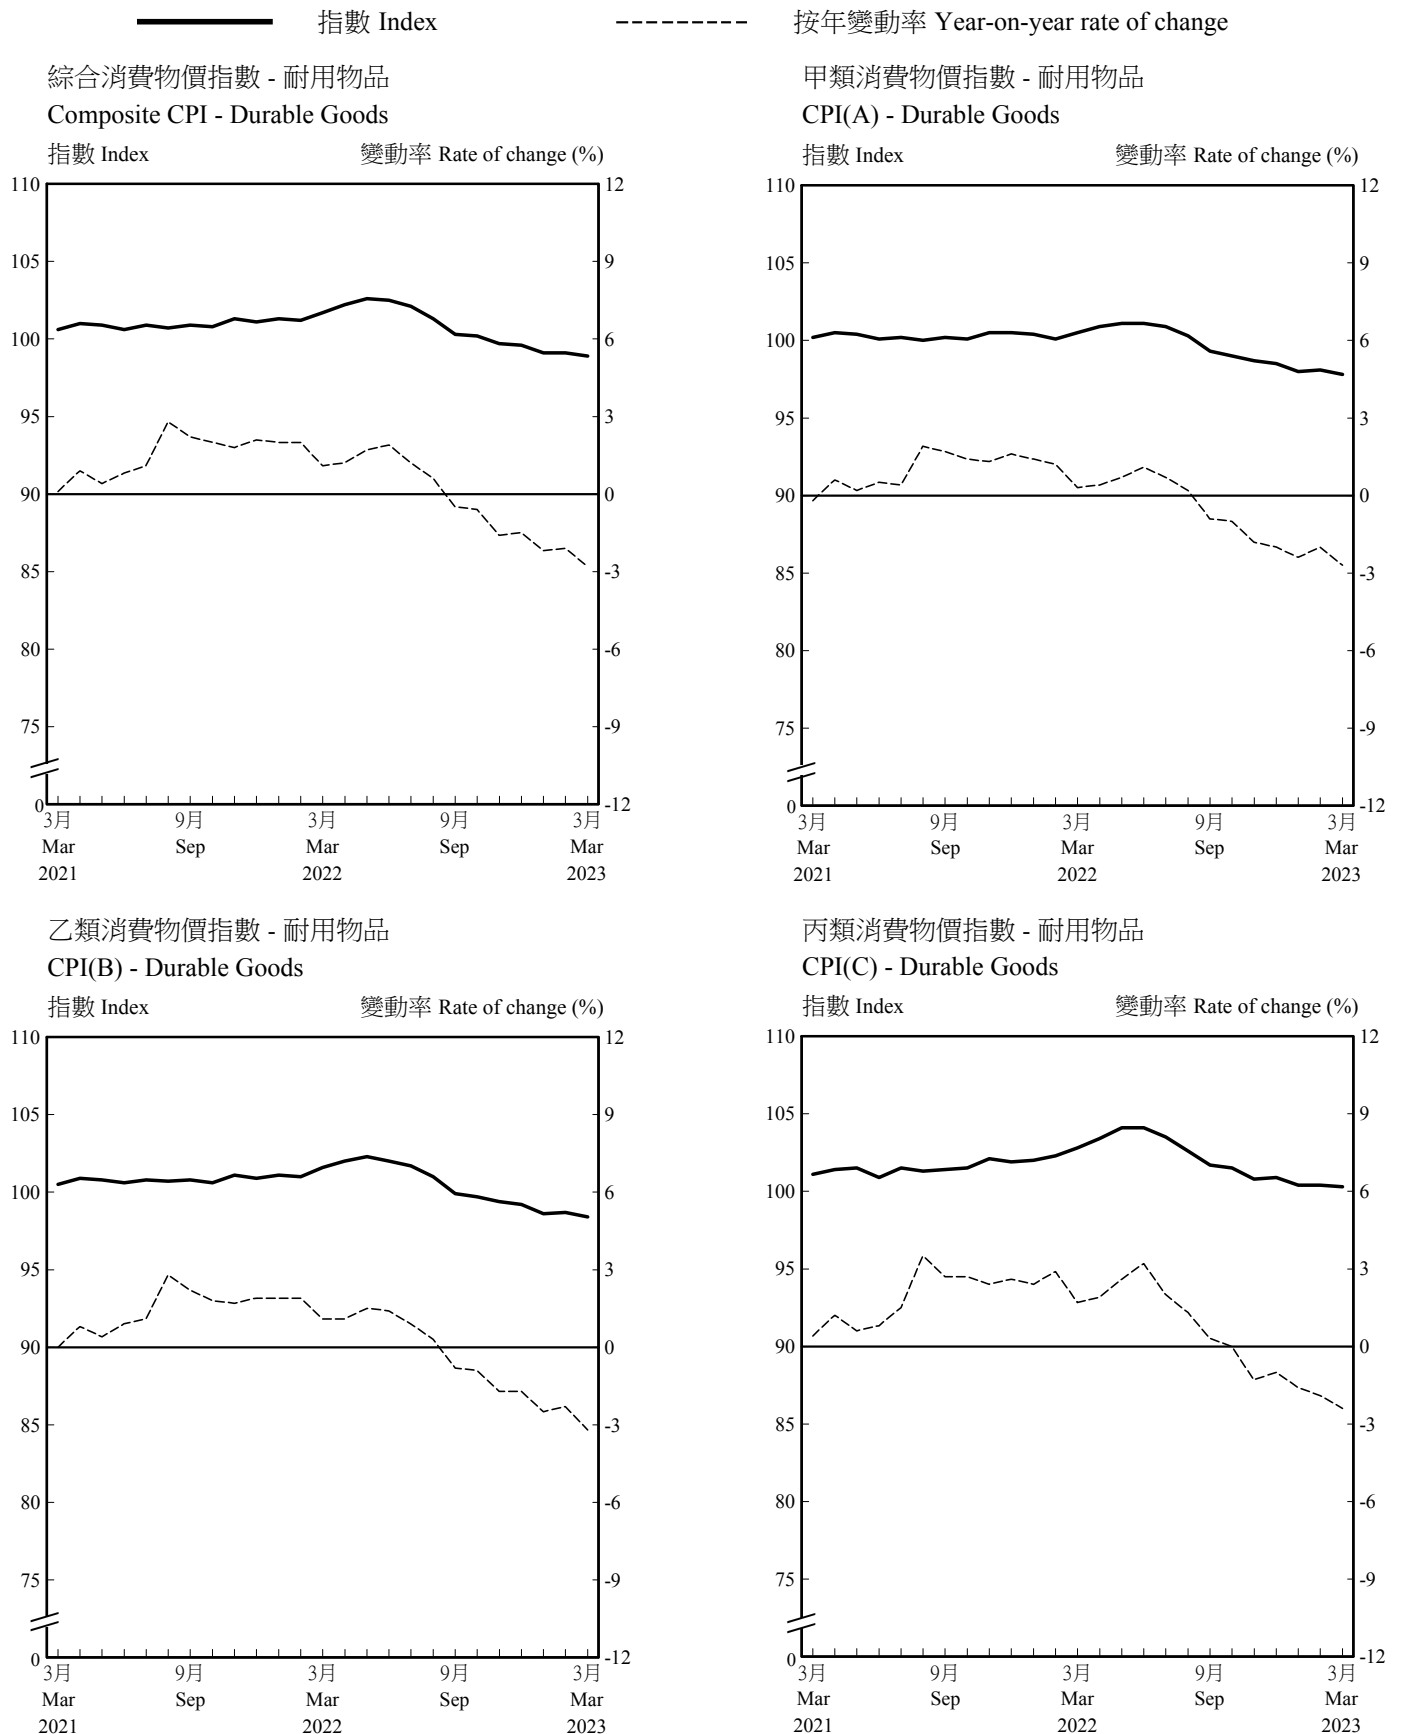 指數 Index
按年變動率 Year-on-year rate of change
綜合消費物價指數 - 耐用物品
Composite CPI - Durable Goods
指數 Index 變動率 Rate of change (%)
110 12
105 9
100 6
95 3
90 0
85 -3
80 -6
75 -9
0 -12
3月 9月 3月 9月 3月
Mar Sep Mar Sep Mar
2021 2022 2023
甲類消費物價指數 - 耐用物品
CPI(A) - Durable Goods
指數 Index 變動率 Rate of change (%)
110 12
105 9
100 6
95 3
90 0
85 -3
80 -6
75 -9
0 -12
3月 9月 3月 9月 3月
Mar Sep Mar Sep Mar
2021 2022 2023
乙類消費物價指數 - 耐用物品
CPI(B) - Durable Goods
指數 Index 變動率 Rate of change (%)
110 12
105 9
100 6
95 3
90 0
85 -3
80 -6
75 -9
0 -12
3月 9月 3月 9月 3月
Mar Sep Mar Sep Mar
2021 2022 2023
丙類消費物價指數 - 耐用物品
CPI(C) - Durable Goods
指數 Index 變動率 Rate of change (%)
110 12
105 9
100 6
95 3
90 0
85 -3
80 -6
75 -9
0 -12
3月 9月 3月 9月 3月
Mar Sep Mar Sep Mar
2021 2022 2023